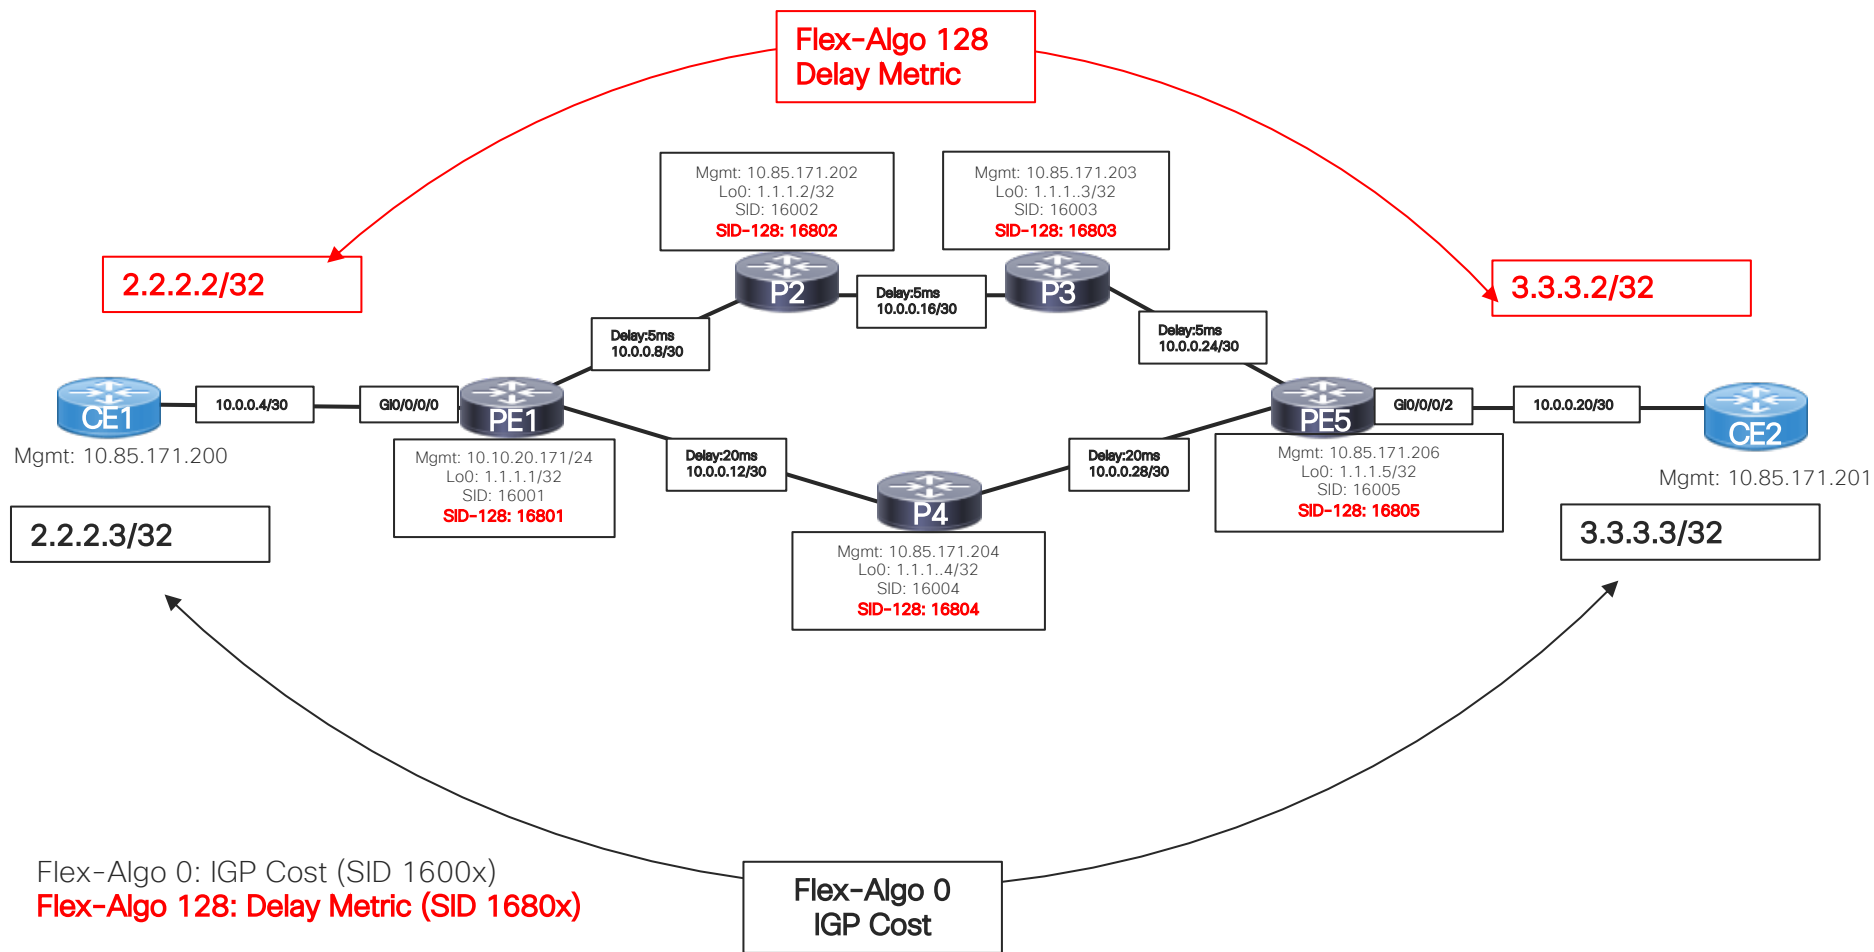 Flex-Algo 128
Delay Metric
Mgmt: 10.85.171.202
Lo0: 1.1.1.2/32
SID: 16002
SID-128: 16802
Mgmt: 10.85.171.203
Lo0: 1.1.1..3/32
SID: 16003
SID-128: 16803
2.2.2.2/32
3.3.3.2/32
P2
P3
Delay:5ms
10.0.0.16/30
Delay:5ms
10.0.0.8/30
Delay:5ms
10.0.0.24/30
CE1
10.0.0.4/30
GI0/0/0/0
PE1
PE5
GI0/0/0/2
10.0.0.20/30
CE2
Mgmt: 10.85.171.200
Mgmt: 10.10.20.171/24
Lo0: 1.1.1.1/32
SID: 16001
SID-128: 16801
Delay:20ms
10.0.0.12/30
Delay:20ms
10.0.0.28/30
Mgmt: 10.85.171.206
Lo0: 1.1.1.5/32
SID: 16005
SID-128: 16805
Mgmt: 10.85.171.201
P4
2.2.2.3/32
3.3.3.3/32
Mgmt: 10.85.171.204
Lo0: 1.1.1..4/32
SID: 16004
SID-128: 16804
Flex-Algo 0: IGP Cost (SID 1600x)
Flex-Algo 128: Delay Metric (SID 1680x)
Flex-Algo 0
IGP Cost